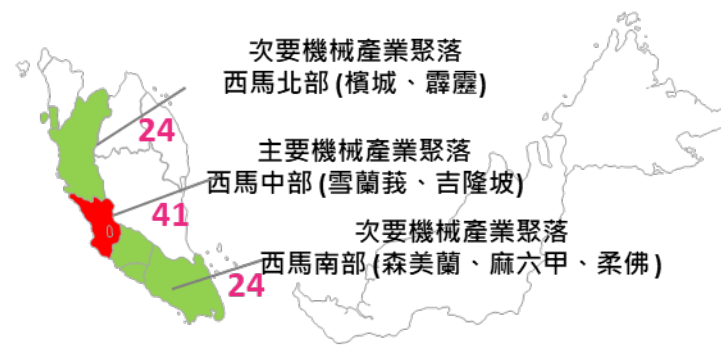 次要機械產業聚落
西馬北部 (檳城、霹靂)
24
主要機械產業聚落
西馬中部 (雪蘭莪、吉隆坡)
41
次要機械產業聚落
西馬南部 (森美蘭、麻六甲、柔佛)
24